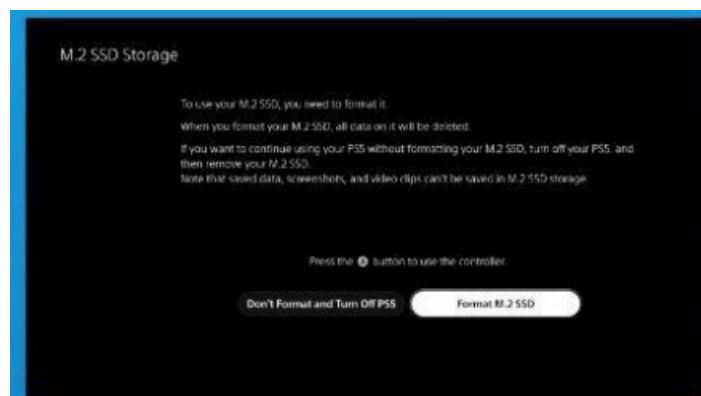 M.2 SSD Storage
To use your M.2 SSD, you need to format it.
When you format your M.2 SSD, all data on it will be deleted.
If you want to continue using your PS5 without formatting your M.2 SSD, turn off your PS5, and
then remove your M.2 SSD.
Note that saved data, screenshots, and video clips can't be saved in M.2 SSD storage.
Press the button to use the controller.
Don't Format and Turn Off PS5
Format M.2 SSD